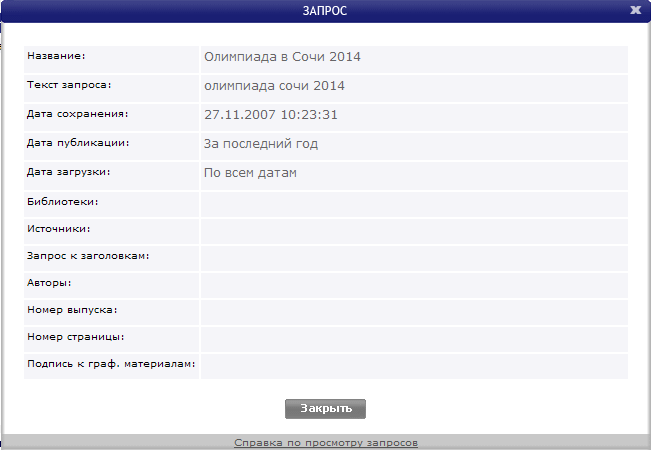 ЗАПРОС
Название: Олимпиада в Сочи 2014
Текст запроса: олимпиада сочи 2014
Дата сохранения: 27.11.2007 10:23:31
Дата публикации: За последний год
Дата загрузки: По всем датам
Библиотеки:
Источники:
Запрос к заголовкам:
Авторы:
Номер выпуска:
Номер страницы:
Подпись к граф. материалам:
Закрыть
Справка по просмотру запросов